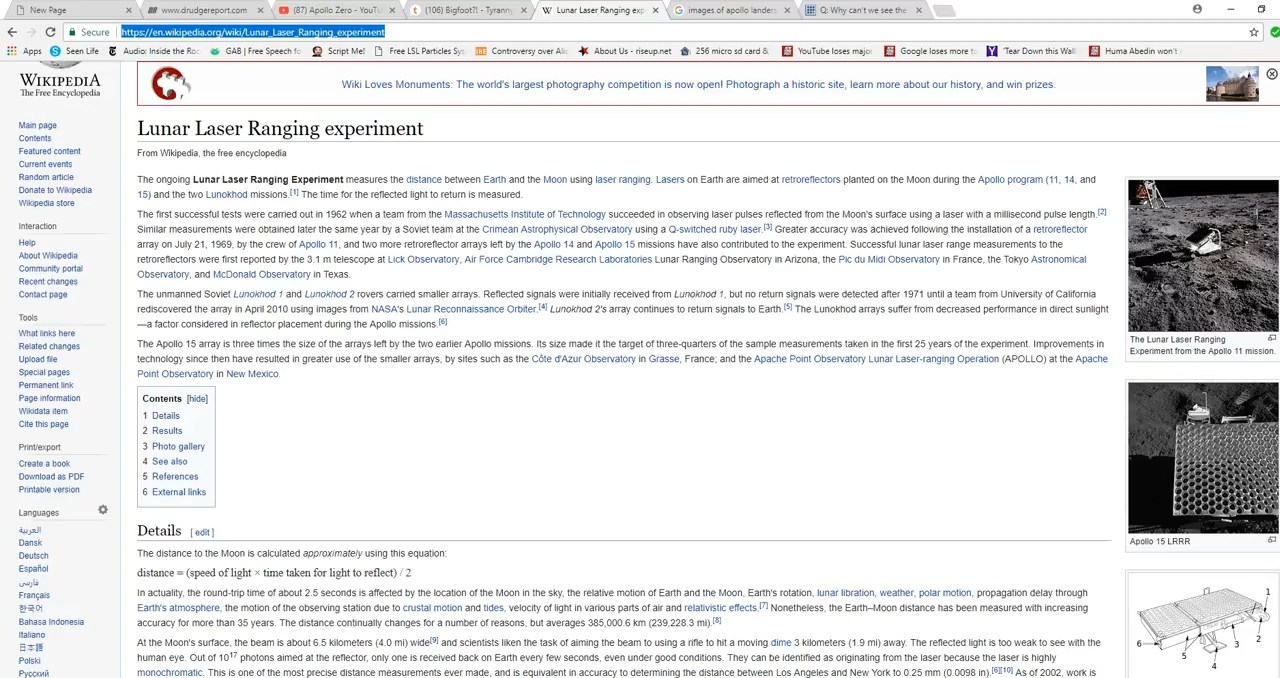 New Page
www.drudgereport.com
(87) Apollo Zero - YouT
(106) Bigfoot?! - Tyranny
Lunar Laser Ranging exp
images of apollo landers
Q: Why can't we see the
Secure
https://en.wikipedia.org/wiki/Lunar_Laser_Ranging_experiment
Apps
Seen Life
Audio: Inside the Ro
GAB | Free Speech fo
Script Me!
Free LSL Particles Sys
Controversy over Alie
About Us - riseup.net
256 micro sd card &
YouTube loses major
Google loses more to
'Tear Down this Wall
Huma Abedin won't
WIKIPEDIA
The Free Encyclopedia
Main page
Contents
Featured content
Current events
Random article
Donate to Wikipedia
Wikipedia store
Interaction
Help
About Wikipedia
Community portal
Recent changes
Contact page
Tools
What links here
Related changes
Upload file
Special pages
Permanent link
Page information
Wikidata item
Cite this page
Print/export
Create a book
Download as PDF
Printable version
Languages
العربية
Dansk
Deutsch
Español
فارسی
Français
한국어
Bahasa Indonesia
Italiano
日本語
Polski
Русский
Wiki Loves Monuments: The world's largest photography competition is now open! Photograph a historic site, learn more about our history, and win prizes.
Lunar Laser Ranging experiment
From Wikipedia, the free encyclopedia
The ongoing Lunar Laser Ranging Experiment measures the distance between Earth and the Moon using laser ranging. Lasers on Earth are aimed at retroreflectors planted on the Moon during the Apollo program (11, 14, and
15) and the two Lunokhod missions.[1] The time for the reflected light to return is measured.
The first successful tests were carried out in 1962 when a team from the Massachusetts Institute of Technology succeeded in observing laser pulses reflected from the Moon's surface using a laser with a millisecond pulse length.[2]
Similar measurements were obtained later the same year by a Soviet team at the Crimean Astrophysical Observatory using a Q-switched ruby laser.[3] Greater accuracy was achieved following the installation of a retroreflector
array on July 21, 1969, by the crew of Apollo 11, and two more retroreflector arrays left by the Apollo 14 and Apollo 15 missions have also contributed to the experiment. Successful lunar laser range measurements to the
retroreflectors were first reported by the 3.1 m telescope at Lick Observatory, Air Force Cambridge Research Laboratories Lunar Ranging Observatory in Arizona, the Pic du Midi Observatory in France, the Tokyo Astronomical
Observatory, and McDonald Observatory in Texas.
The unmanned Soviet Lunokhod 1 and Lunokhod 2 rovers carried smaller arrays. Reflected signals were initially received from Lunokhod 1, but no return signals were detected after 1971 until a team from University of California
rediscovered the array in April 2010 using images from NASA's Lunar Reconnaissance Orbiter.[4] Lunokhod 2's array continues to return signals to Earth.[5] The Lunokhod arrays suffer from decreased performance in direct sunlight
—a factor considered in reflector placement during the Apollo missions.[6]
The Apollo 15 array is three times the size of the arrays left by the two earlier Apollo missions. Its size made it the target of three-quarters of the sample measurements taken in the first 25 years of the experiment. Improvements in
technology since then have resulted in greater use of the smaller arrays, by sites such as the Côte d'Azur Observatory in Grasse, France; and the Apache Point Observatory Lunar Laser-ranging Operation (APOLLO) at the Apache
Point Observatory in New Mexico.
Contents [hide]
1 Details
2 Results
3 Photo gallery
4 See also
5 References
6 External links
Details [ edit ]
The distance to the Moon is calculated approximately using this equation:
distance = (speed of light × time taken for light to reflect) / 2
In actuality, the round-trip time of about 2.5 seconds is affected by the location of the Moon in the sky, the relative motion of Earth and the Moon, Earth's rotation, lunar libration, weather, polar motion, propagation delay through
Earth's atmosphere, the motion of the observing station due to crustal motion and tides, velocity of light in various parts of air and relativistic effects.[7] Nonetheless, the Earth–Moon distance has been measured with increasing
accuracy for more than 35 years. The distance continually changes for a number of reasons, but averages 385,000.6 km (239,228.3 mi).[8]
At the Moon's surface, the beam is about 6.5 kilometers (4.0 mi) wide[9] and scientists liken the task of aiming the beam to using a rifle to hit a moving dime 3 kilometers (1.9 mi) away. The reflected light is too weak to see with the
human eye. Out of 10^17 photons aimed at the reflector, only one is received back on Earth every few seconds, even under good conditions. They can be identified as originating from the laser because the laser is highly
monochromatic. This is one of the most precise distance measurements ever made, and is equivalent in accuracy to determining the distance between Los Angeles and New York to 0.25 mm (0.0098 in).[6][10] As of 2002, work is
The Lunar Laser Ranging
Experiment from the Apollo 11 mission.
Apollo 15 LRRR
1
2
3
4
5
6